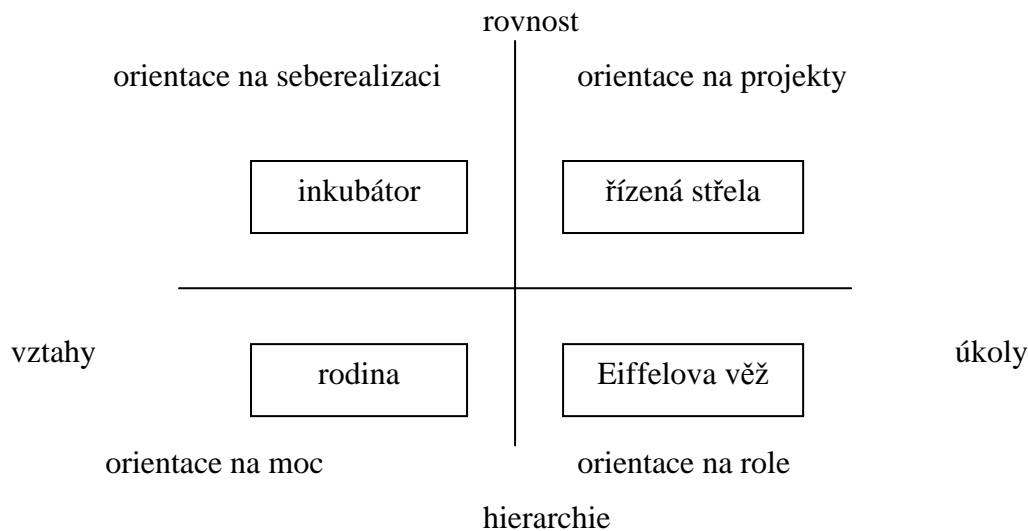 rovnost
orientace na seberealizaci orientace na projekty
inkubátor řízená střela
vztahy úkoly
rodina Eiffelova věž
orientace na moc orientace na role
hierarchie